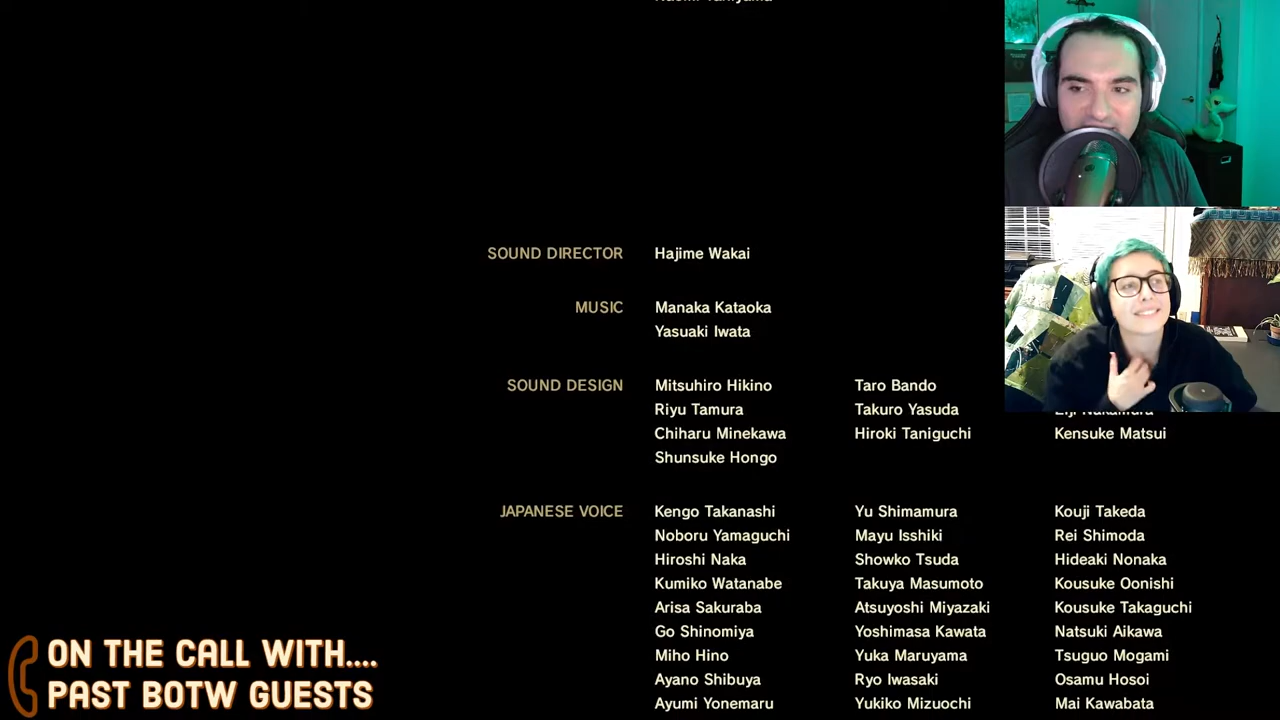 SOUND DIRECTOR Hajime Wakai
MUSIC Manaka Kataoka
Yasuaki Iwata
SOUND DESIGN Mitsuhiro Hikino Taro Bando
Riyu Tamura Takuro Yasuda
Chiharu Minekawa Hiroki Taniguchi Kensuke Matsui
Shunsuke Hongo
JAPANESE VOICE Kengo Takanashi Yu Shimamura Kouji Takeda
Noboru Yamaguchi Mayu Isshiki Rei Shimoda
Hiroshi Naka Showko Tsuda Hideaki Nonaka
Kumiko Watanabe Takuya Masumoto Kousuke Oonishi
Arisa Sakuraba Atsuyoshi Miyazaki Kousuke Takaguchi
Go Shinomiya Yoshimasa Kawata Natsuki Aikawa
Miho Hino Yuka Maruyama Tsuguo Mogami
Ayano Shibuya Ryo Iwasaki Osamu Hosoi
Ayumi Yonemaru Yukiko Mizuochi Mai Kawabata
ON THE CALL WITH....
PAST BOTW GUESTS